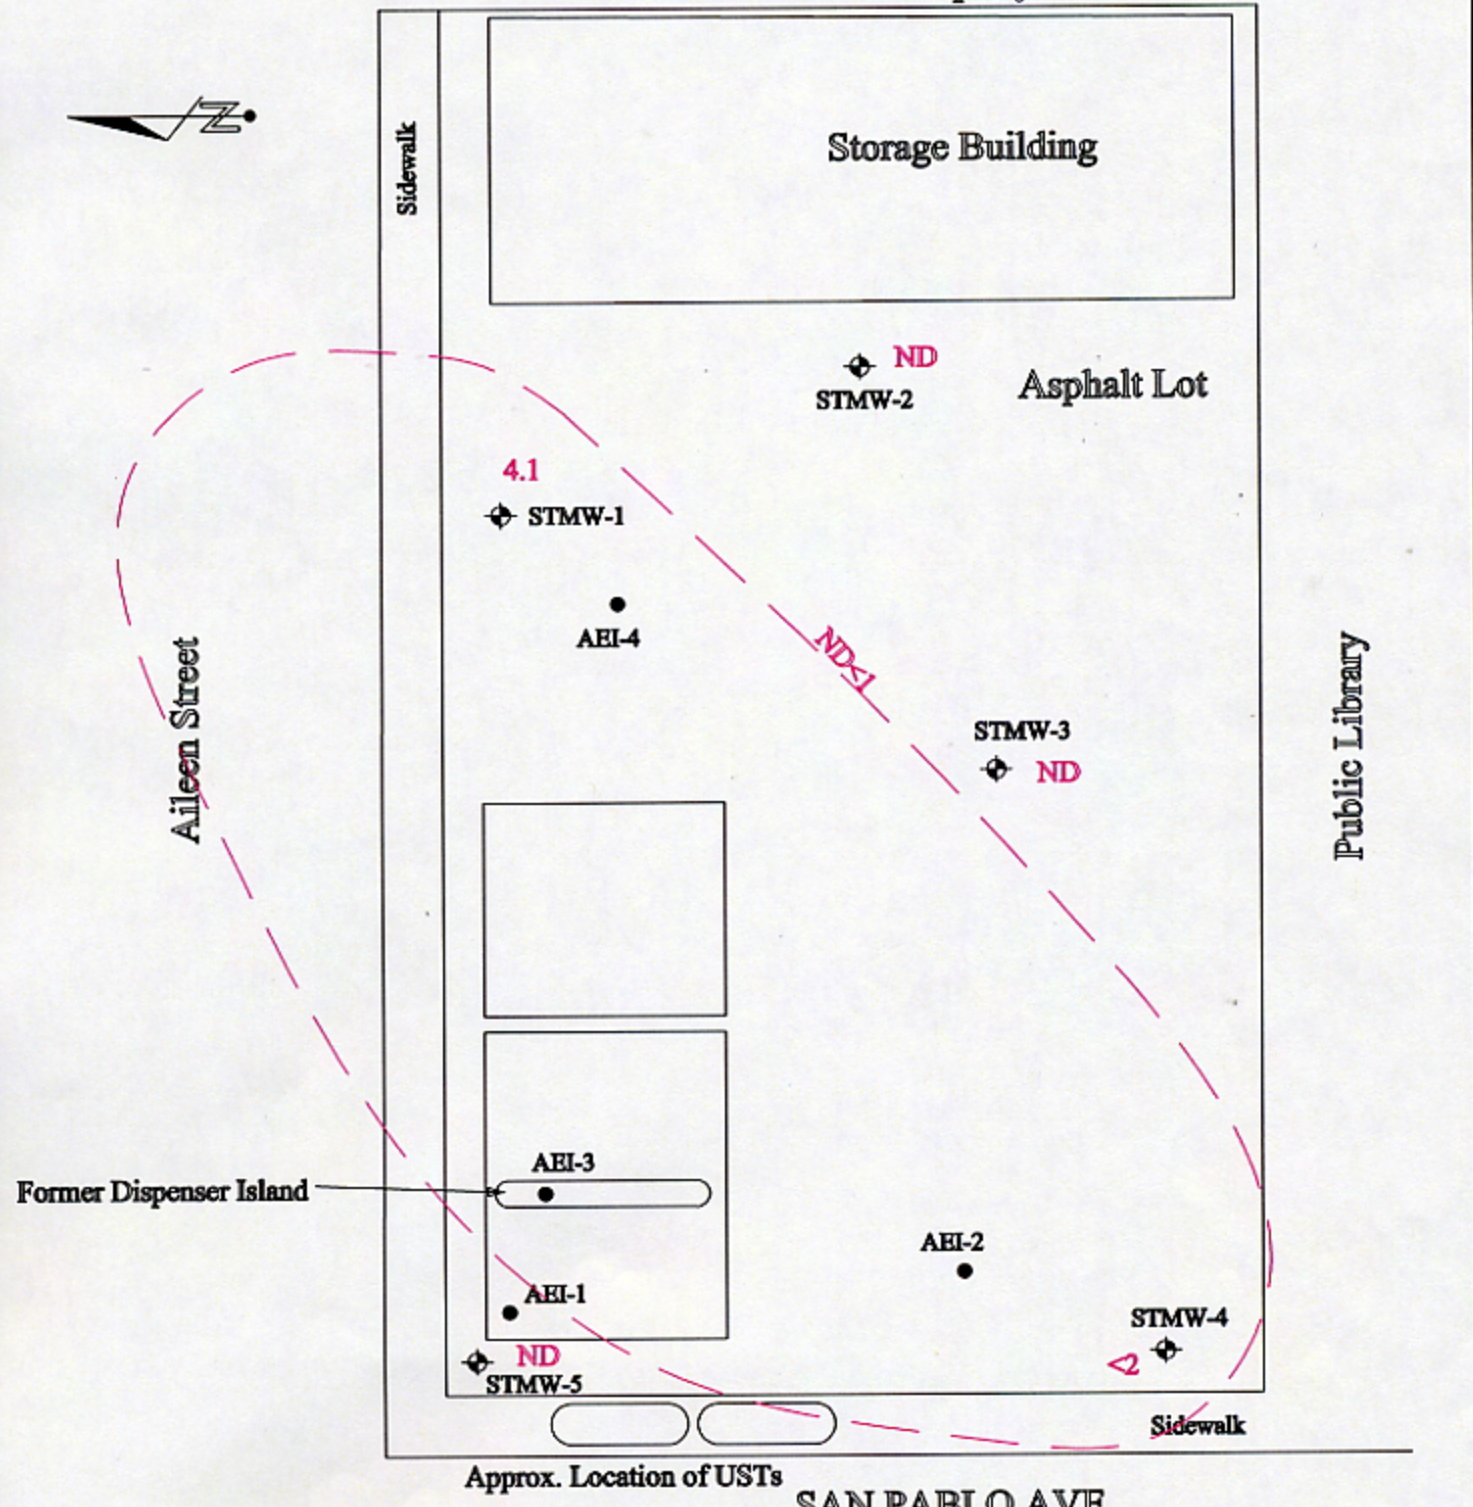 N
Sidewalk
Storage Building
ND
STMW-2
Asphalt Lot
4.1
STMW-1
AEI-4
ND<1
Aileen Street
STMW-3
ND
Public Library
AEI-3
Former Dispenser Island
AEI-2
AEI-1
STMW-4
ND
<2
STMW-5
Sidewalk
Approx. Location of USTs
SAN PABLO AVE